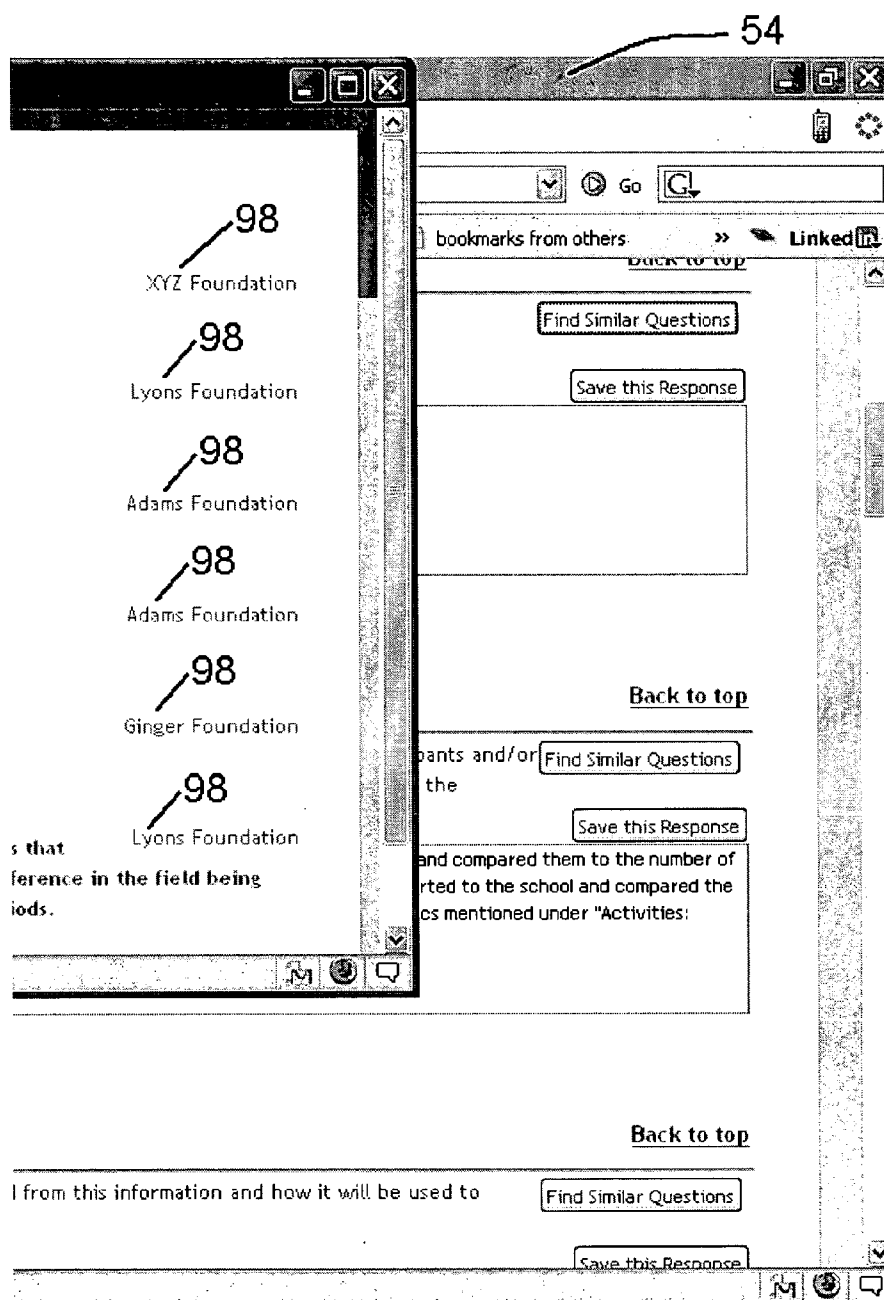 54
Go
bookmarks from others » Linked in
Back to top
98
XYZ Foundation
Find Similar Questions
98
Lyons Foundation
Save this Response
98
Adams Foundation
98
Adams Foundation
98
Ginger Foundation
Back to top
pants and/or Find Similar Questions
the
98
Lyons Foundation
Save this Response
s that
ference in the field being
iods.
and compared them to the number of
rted to the school and compared the
cs mentioned under "Activities:
Back to top
l from this information and how it will be used to
Find Similar Questions
Save this Response